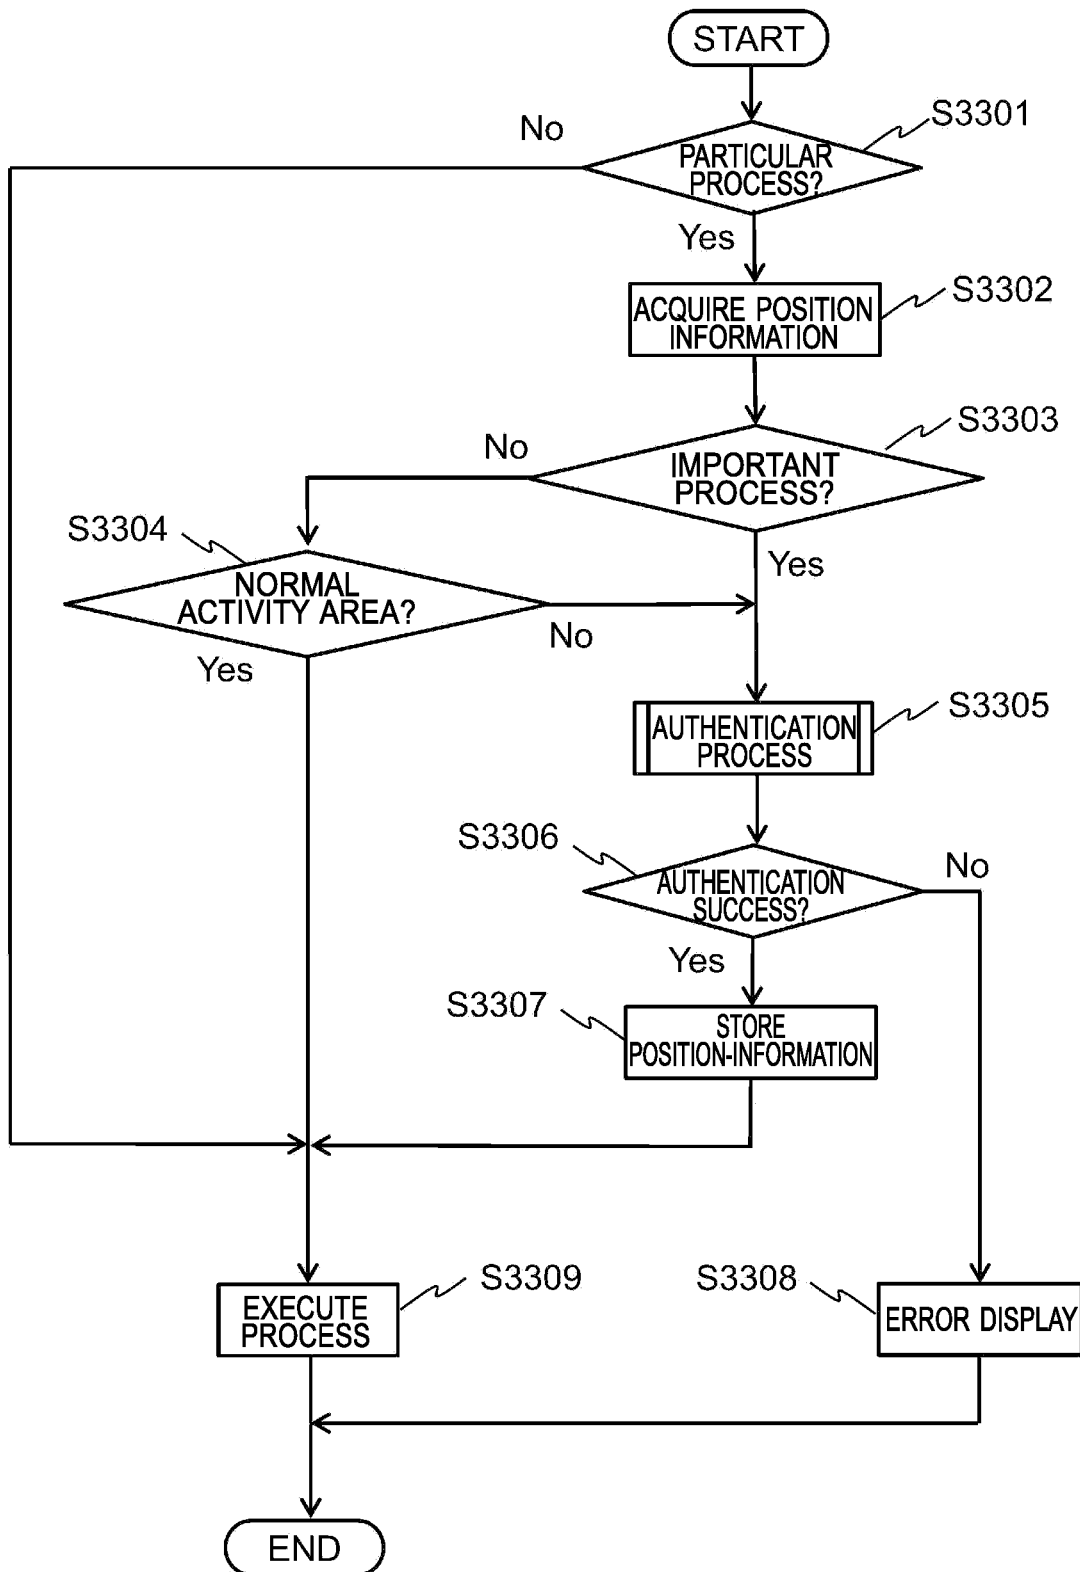 START
S3301
No
PARTICULAR
PROCESS?
Yes
S3302
ACQUIRE POSITION
INFORMATION
S3303
No
IMPORTANT
PROCESS?
S3304
Yes
NORMAL
ACTIVITY AREA?
No
Yes
S3305
AUTHENTICATION
PROCESS
S3306
No
AUTHENTICATION
SUCCESS?
Yes
S3307
STORE
POSITION-INFORMATION
S3309
S3308
EXECUTE
PROCESS
ERROR DISPLAY
END